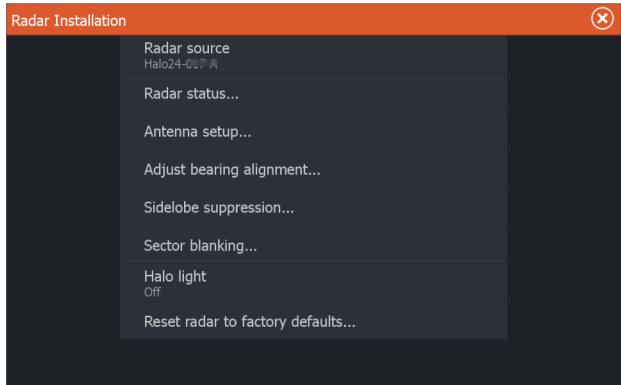 Radar Installation
Radar source
Halo24-
Radar status...
Antenna setup...
Adjust bearing alignment...
Sidelobe suppression...
Sector blanking...
Halo light
Off
Reset radar to factory defaults...